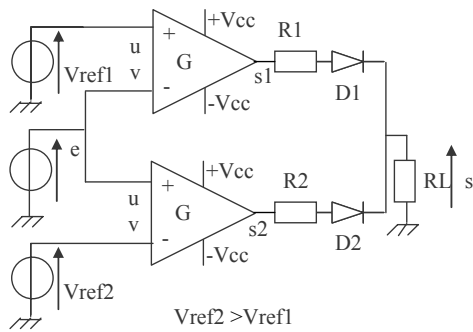 +Vcc
R1
+
u
G
Vref1
v
s1
D1
-
-Vcc
e
+Vcc
R2
RL
s
+
u
G
v
s2
D2
-
-Vcc
Vref2
Vref2 >Vref1